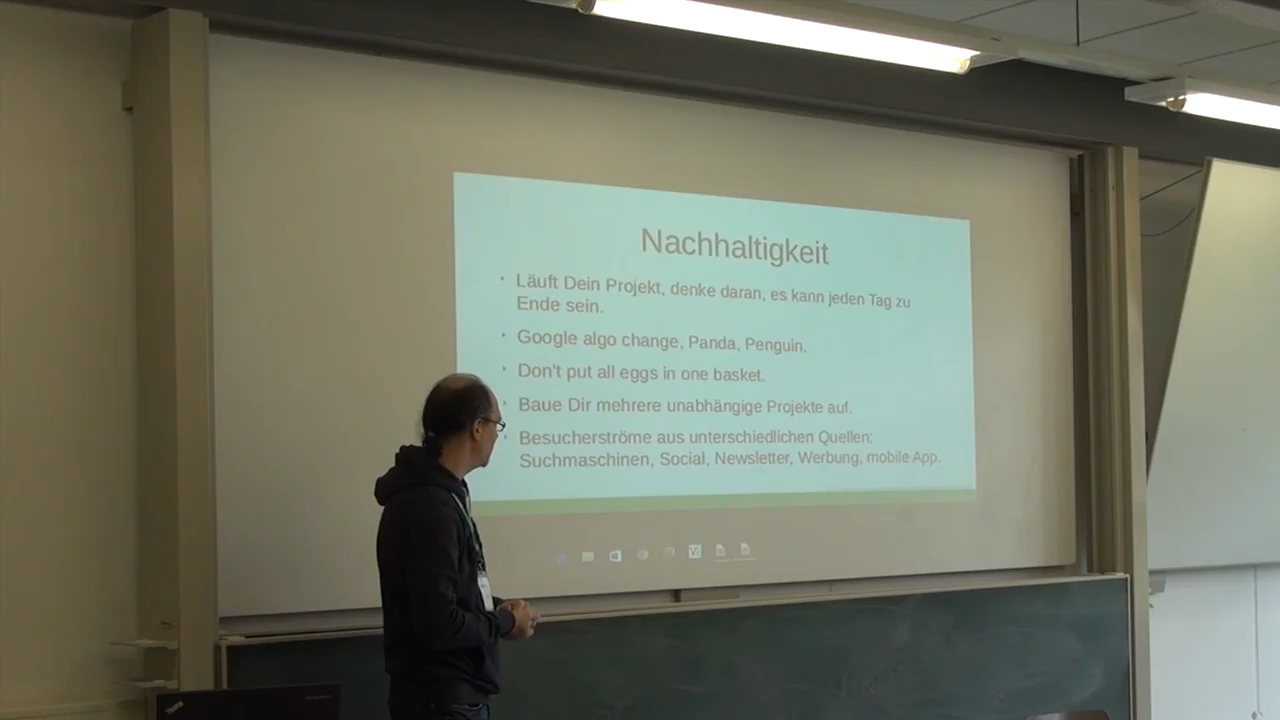 Nachhaltigkeit
Läuft Dein Projekt, denke daran, es kann jeden Tag zu
Ende sein.
Google algo change, Panda, Penguin.
Don't put all eggs in one basket.
Baue Dir mehrere unabhängige Projekte auf.
Besucherströme aus unterschiedlichen Quellen:
Suchmaschinen, Social, Newsletter, Werbung, mobile App.